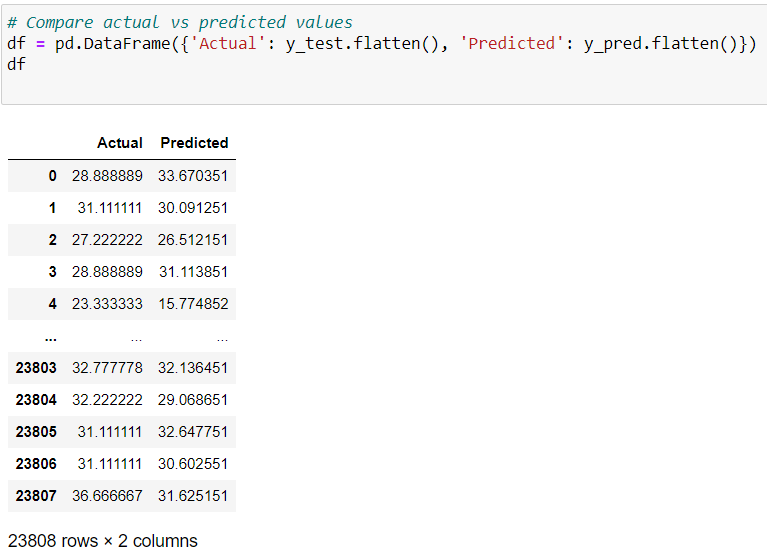 # Compare actual vs predicted values
df = pd.DataFrame({'Actual': y_test.flatten(), 'Predicted': y_pred.flatten()})
df
Actual Predicted
0 28.888889 33.670351
1 31.111111 30.091251
2 27.222222 26.512151
3 28.888889 31.113851
4 23.333333 15.774852
... ... ...
23803 32.777778 32.136451
23804 32.222222 29.068651
23805 31.111111 32.647751
23806 31.111111 30.602551
23807 36.666667 31.625151
23808 rows × 2 columns